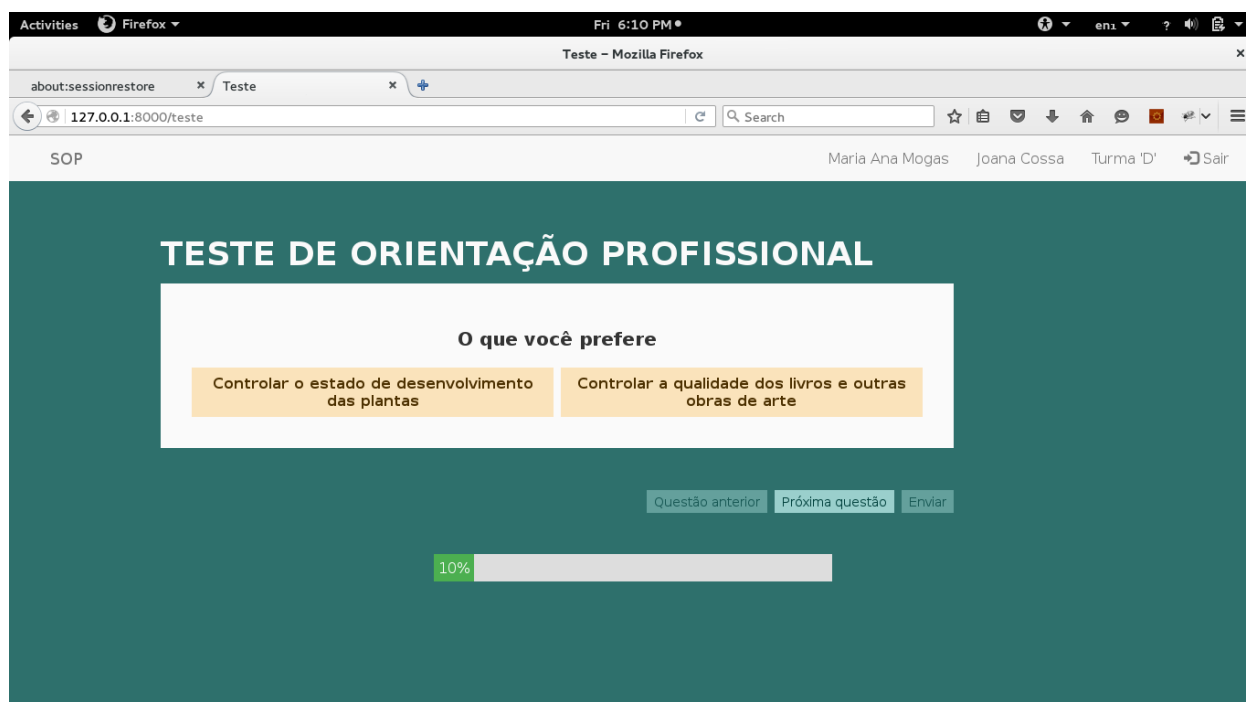 Activities Firefox Fri 6:10 PM en1 ?
Teste - Mozilla Firefox ×
about:sessionrestore × Teste ×
127.0.0.1:8000/teste Search
SOP Maria Ana Mogas Joana Cossa Turma 'D' Sair
TESTE DE ORIENTAÇÃO PROFISSIONAL
O que você prefere
Controlar o estado de desenvolvimento
das plantas
Controlar a qualidade dos livros e outras
obras de arte
Questão anterior Próxima questão Enviar
10%